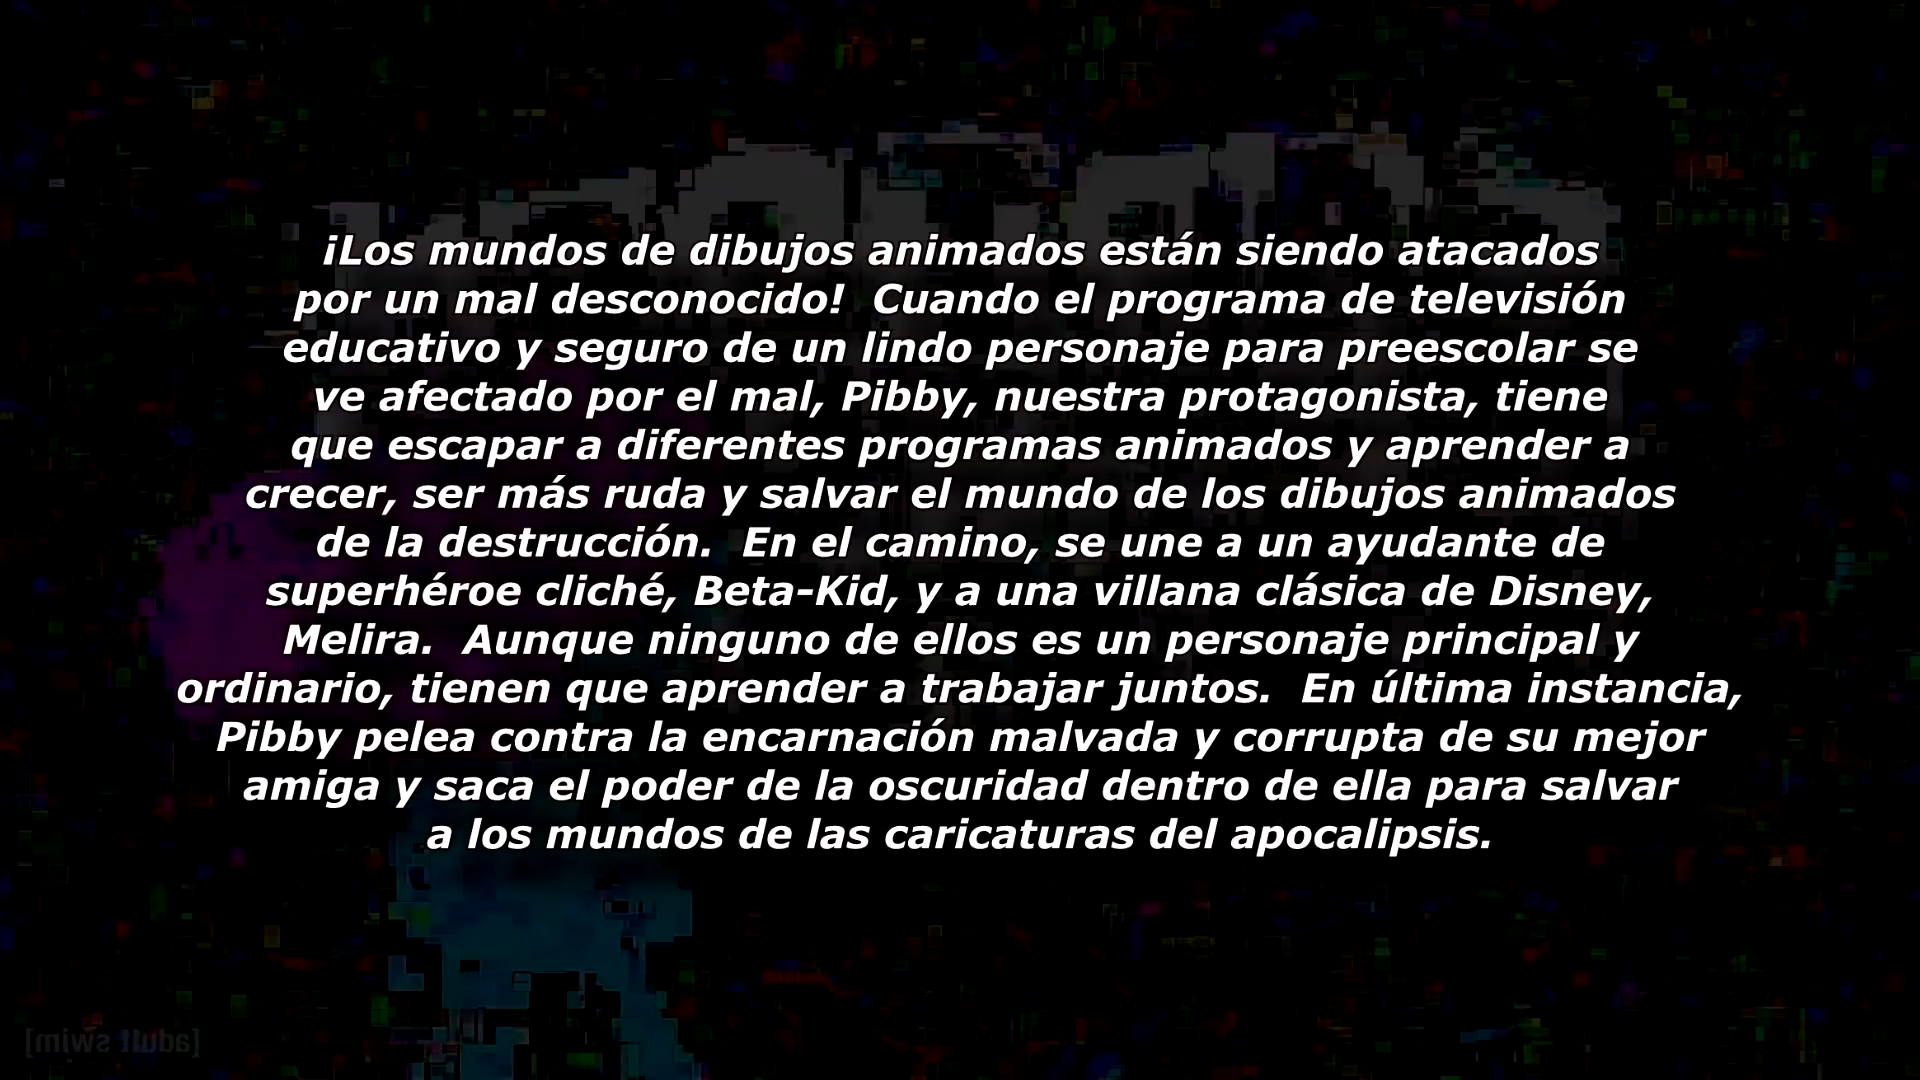 ¡Los mundos de dibujos animados están siendo atacados
por un mal desconocido! Cuando el programa de televisión
educativo y seguro de un lindo personaje para preescolar se
ve afectado por el mal, Pibby, nuestra protagonista, tiene
que escapar a diferentes programas animados y aprender a
crecer, ser más ruda y salvar el mundo de los dibujos animados
de la destrucción. En el camino, se une a un ayudante de
superhéroe cliché, Beta-Kid, y a una villana clásica de Disney,
Melira. Aunque ninguno de ellos es un personaje principal y
ordinario, tienen que aprender a trabajar juntos. En última instancia,
Pibby pelea contra la encarnación malvada y corrupta de su mejor
amiga y saca el poder de la oscuridad dentro de ella para salvar
a los mundos de las caricaturas del apocalipsis.
[adult swim]